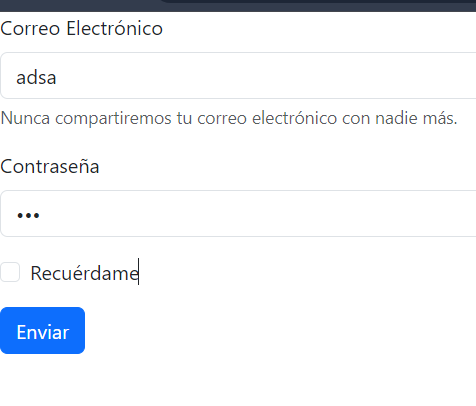 Correo Electrónico
adsa
Nunca compartiremos tu correo electrónico con nadie más.
Contraseña
•••
Recuérdame
Enviar